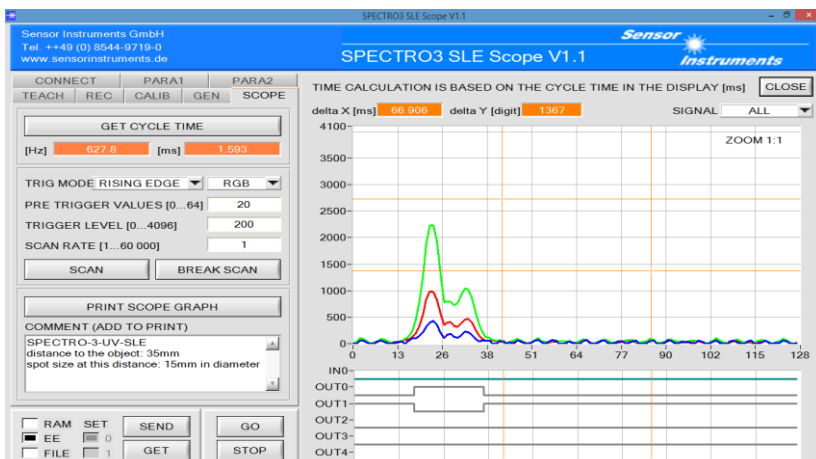 SPECTRO3 SLE Scope V1.1
Sensor Instruments GmbH
Tel. ++49 (0) 8544-9719-0
www.sensorinstruments.de
SPECTRO3 SLE Scope V1.1
Sensor
Instruments
CONNECT PARA1 PARA2
TEACH REC CALIB GEN SCOPE
GET CYCLE TIME
[Hz] 627.8 [ms] 1.593
TRIG MODE RISING EDGE RGB
PRE TRIGGER VALUES [0...64] 20
TRIGGER LEVEL [0...4096] 200
SCAN RATE [1...60 000] 1
SCAN BREAK SCAN
PRINT SCOPE GRAPH
COMMENT (ADD TO PRINT)
SPECTRO-3-UV-SLE
distance to the object: 35mm
spot size at this distance: 15mm in diameter
RAM SET SEND GO
EE 0
FILE 1 GET STOP
TIME CALCULATION IS BASED ON THE CYCLE TIME IN THE DISPLAY [ms] CLOSE
delta X [ms] 66.906 delta Y [digit] 1367 SIGNAL ALL
4100
ZOOM 1:1
3500
3000
2500
2000
1500
1000
500
0
0 13 26 38 51 64 77 90 102 115 128
IN0
OUT0
OUT1
OUT2
OUT3
OUT4